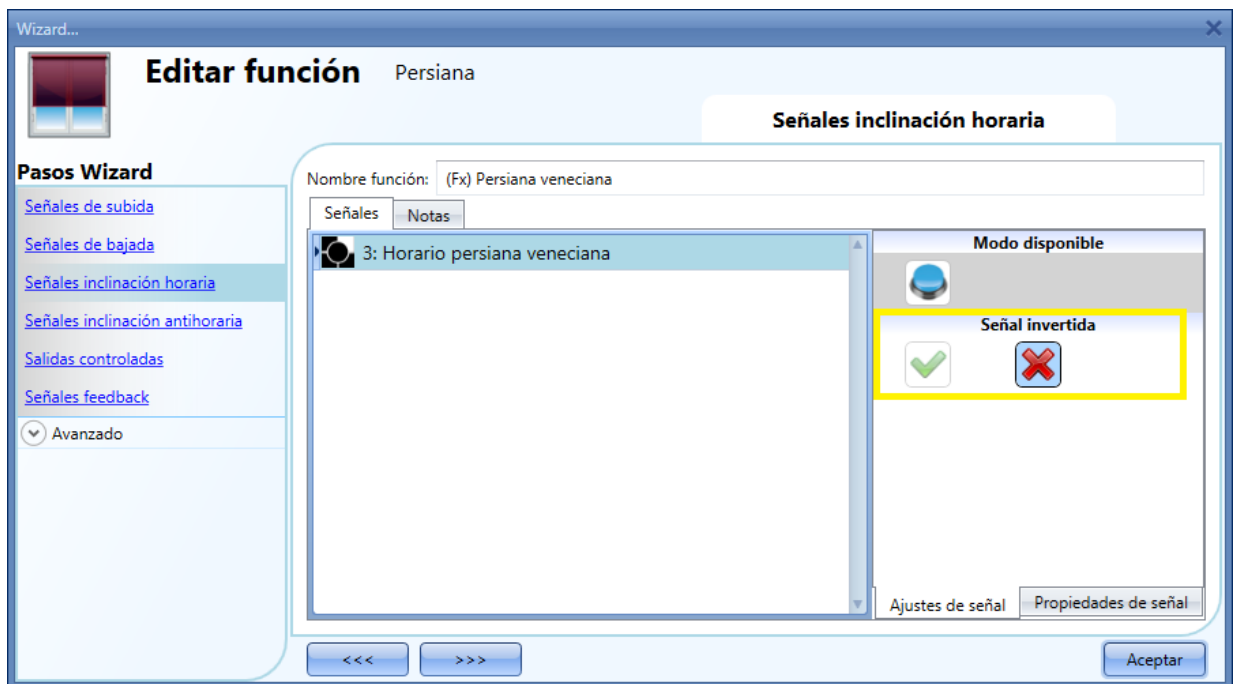 Wizard...
Editar función Persiana
Señales inclinación horaria
Pasos Wizard
Señales de subida
Señales de bajada
Señales inclinación horaria
Señales inclinación antihoraria
Salidas controladas
Señales feedback
Avanzado
Nombre función: (Fx) Persiana veneciana
Señales Notas
3: Horario persiana veneciana
Modo disponible
Señal invertida
Ajustes de señal Propiedades de señal
<<< >>> Aceptar